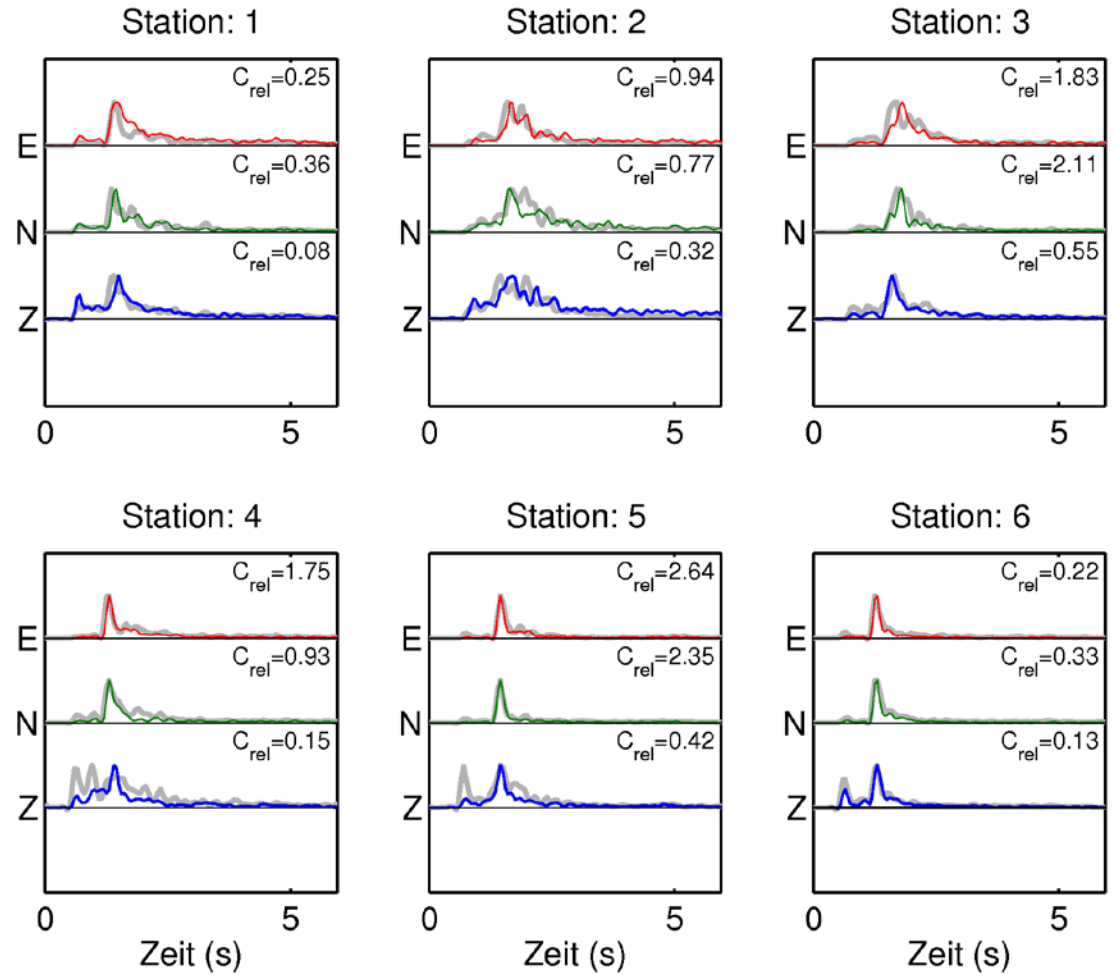 Station: 1
Station: 2
Station: 3
C_rel=0.25
C_rel=0.94
C_rel=1.83
E
E
E
C_rel=0.36
C_rel=0.77
C_rel=2.11
N
N
N
C_rel=0.08
C_rel=0.32
C_rel=0.55
Z
Z
Z
0 5
0 5
0 5
Station: 4
Station: 5
Station: 6
C_rel=1.75
C_rel=2.64
C_rel=0.22
E
E
E
C_rel=0.93
C_rel=2.35
C_rel=0.33
N
N
N
C_rel=0.15
C_rel=0.42
C_rel=0.13
Z
Z
Z
0 5
0 5
0 5
Zeit (s)
Zeit (s)
Zeit (s)